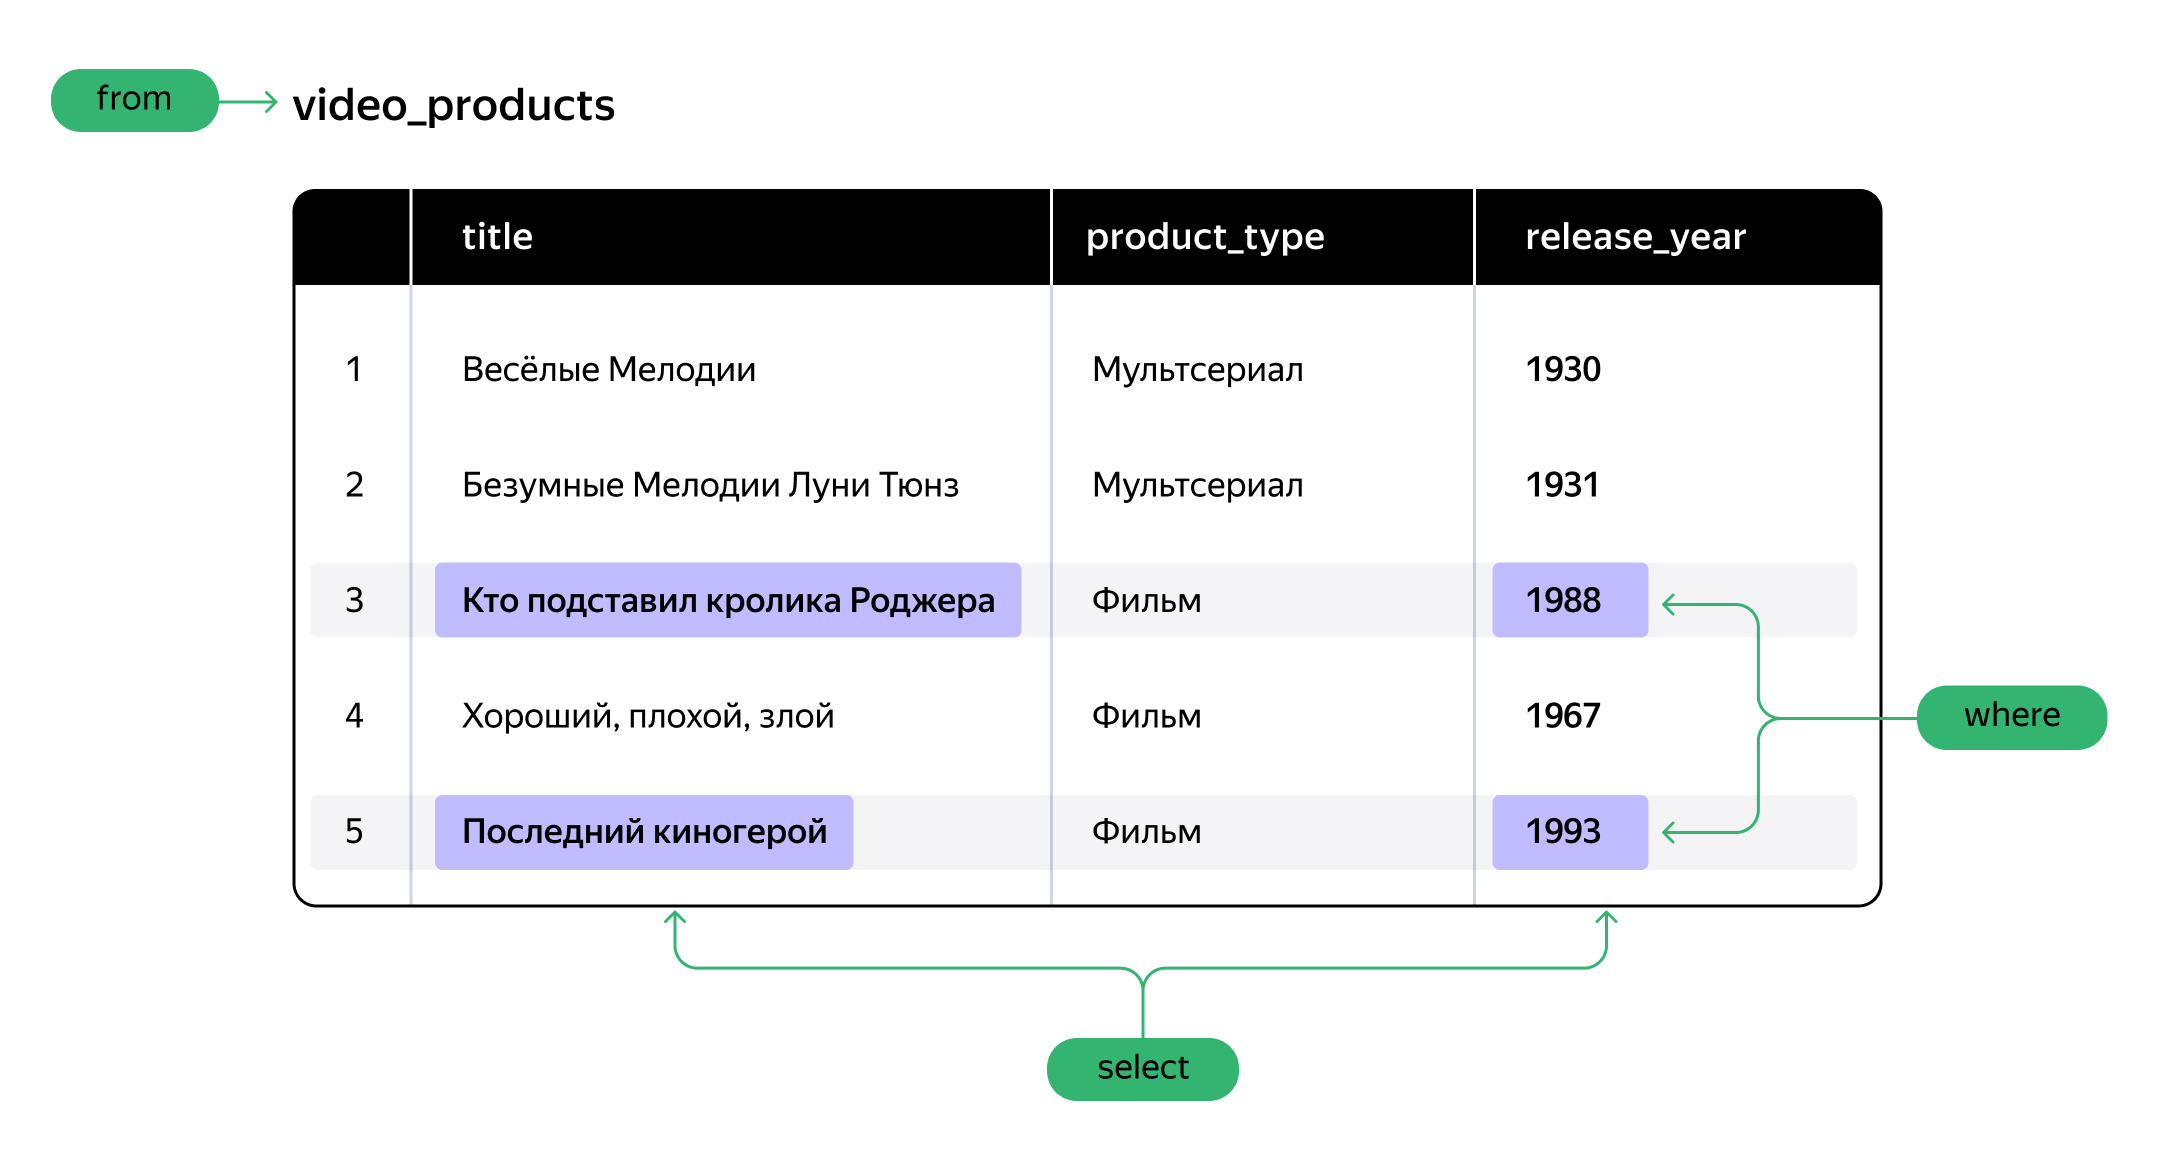 from
video_products
title product_type release_year
1 Весёлые Мелодии Мультсериал 1930
2 Безумные Мелодии Луни Тюнз Мультсериал 1931
3 Кто подставил кролика Роджера Фильм 1988
4 Хороший, плохой, злой Фильм 1967
where
5 Последний киногерой Фильм 1993
select